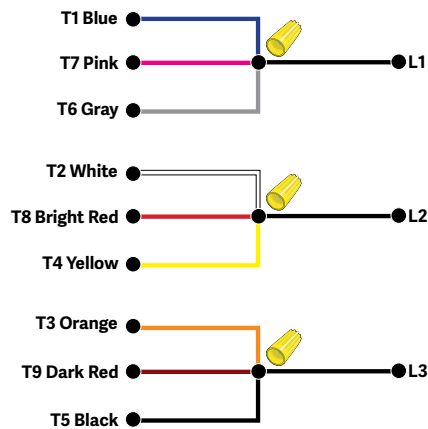 T1 Blue
T7 Pink
L1
T6 Gray
T2 White
T8 Bright Red
L2
T4 Yellow
T3 Orange
T9 Dark Red
L3
T5 Black